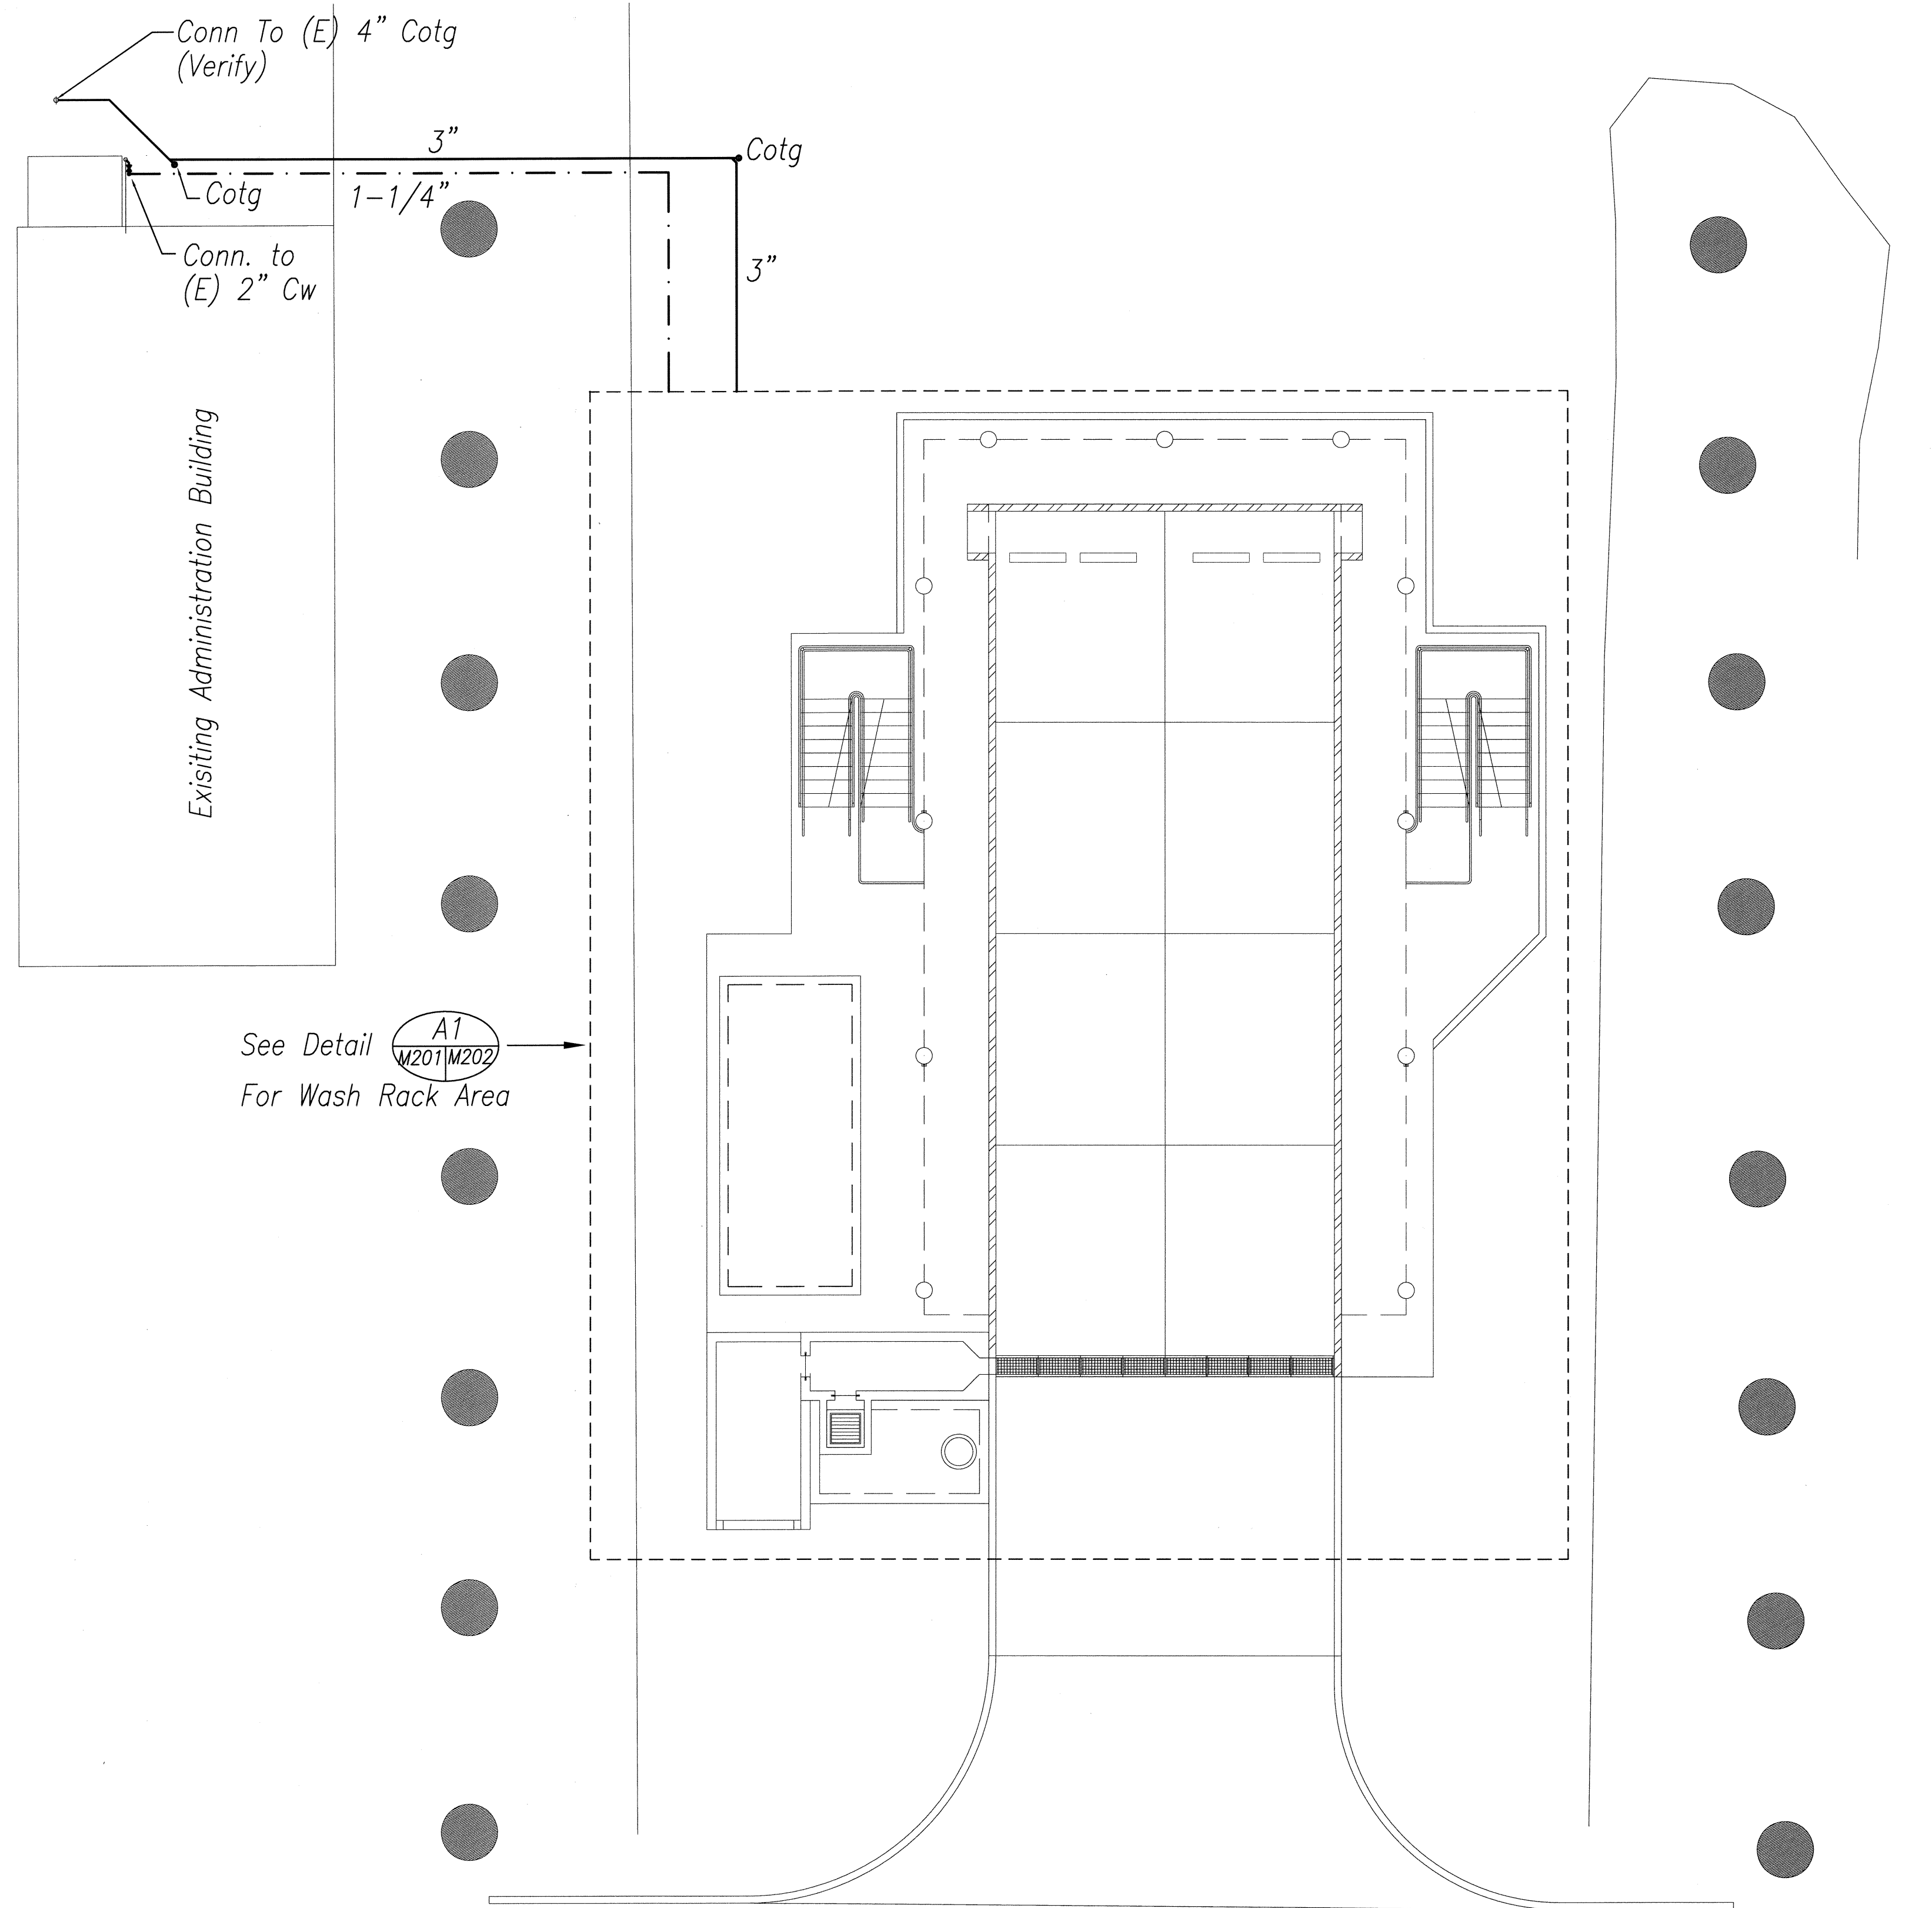 Conn To (E) 4” Cotg
(Verify)
3”
Cotg
Cotg
1-1/4”
Conn. to
(E) 2” Cw
3”
Exisiting Administration Building
See Detail
A1
M201 M202
For Wash Rack Area